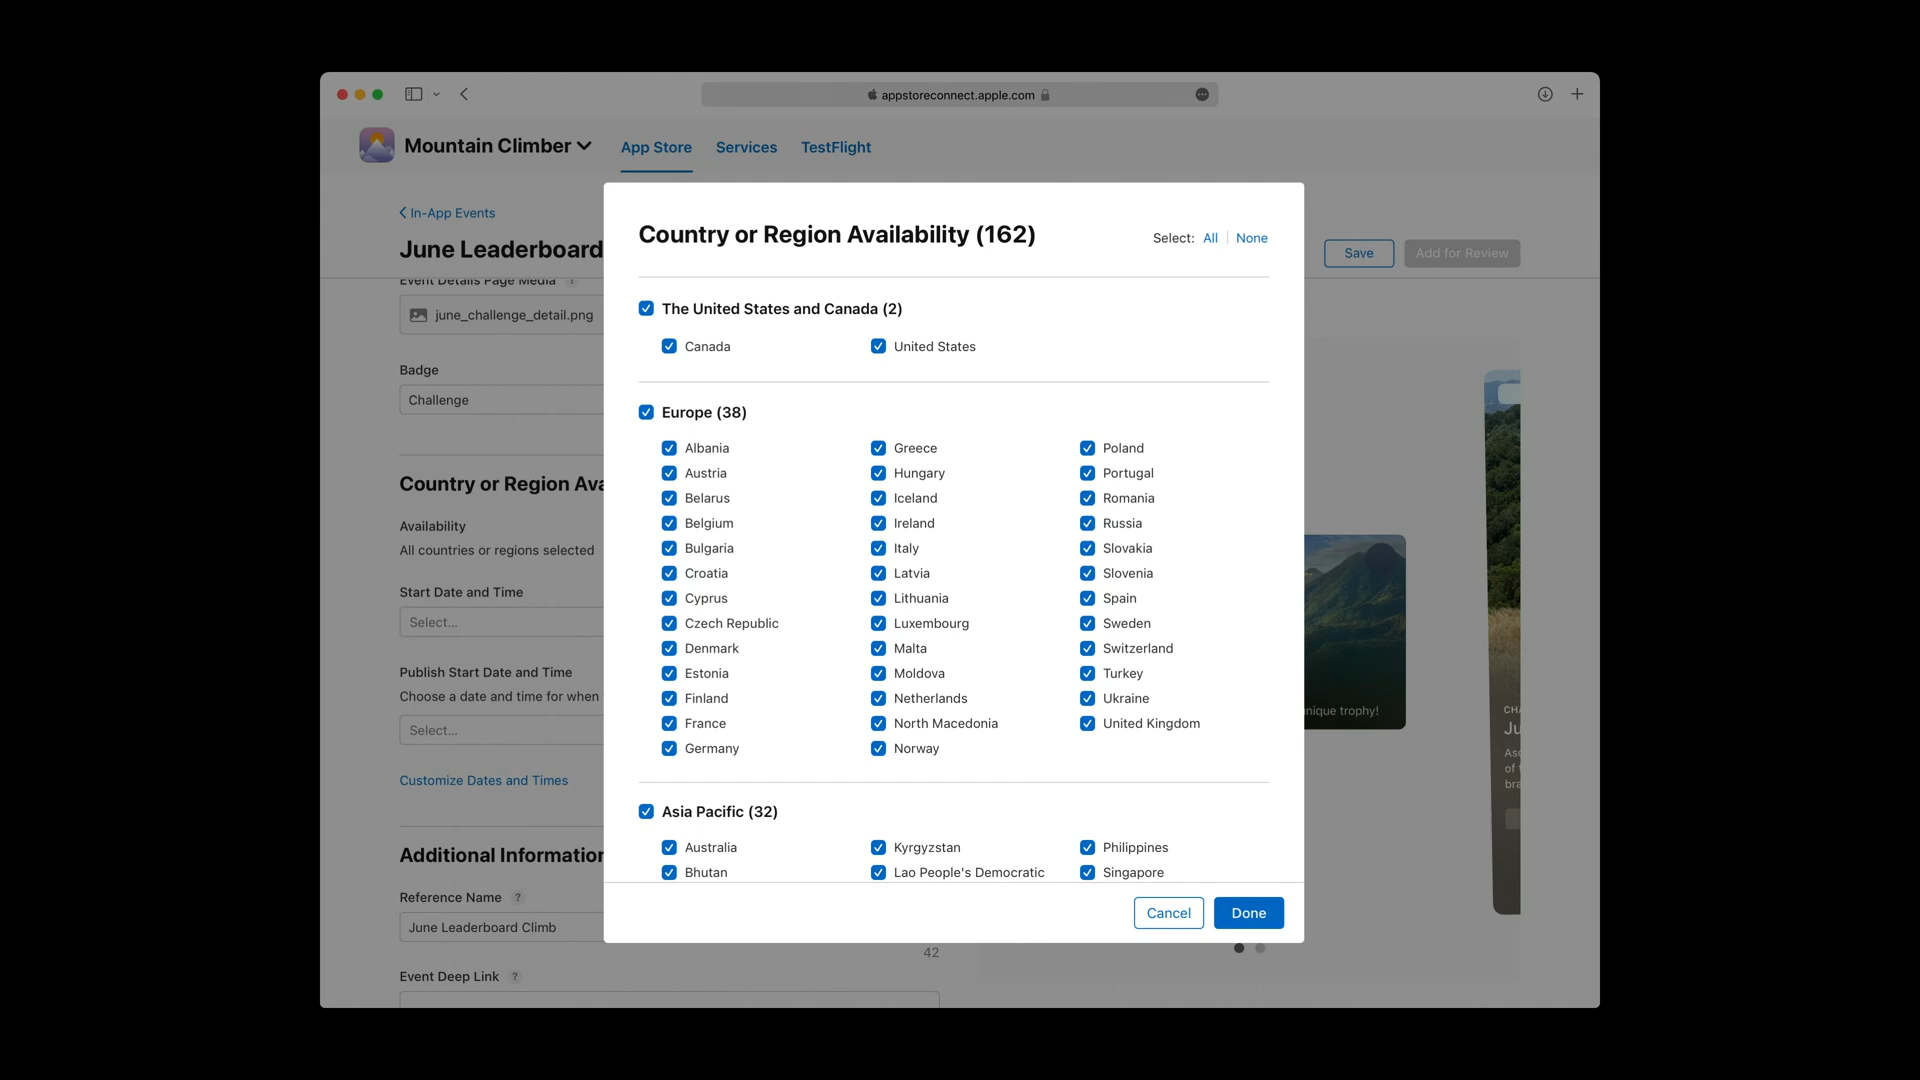 appstoreconnect.apple.com
Mountain Climber
App Store
Services
TestFlight
In-App Events
June Leaderboard
Save
Add for Review
Event Details Page Media ?
june_challenge_detail.png
Badge
Challenge
Country or Region Ava
Availability
All countries or regions selected
Start Date and Time
Select...
Publish Start Date and Time
Choose a date and time for when
Select...
Customize Dates and Times
Additional Information
Reference Name ?
June Leaderboard Climb
42
Event Deep Link ?
Country or Region Availability (162)
Select: All None
The United States and Canada (2)
Canada
United States
Europe (38)
Albania
Austria
Belarus
Belgium
Bulgaria
Croatia
Cyprus
Czech Republic
Denmark
Estonia
Finland
France
Germany
Greece
Hungary
Iceland
Ireland
Italy
Latvia
Lithuania
Luxembourg
Malta
Moldova
Netherlands
North Macedonia
Norway
Poland
Portugal
Romania
Russia
Slovakia
Slovenia
Spain
Sweden
Switzerland
Turkey
Ukraine
United Kingdom
Asia Pacific (32)
Australia
Bhutan
Kyrgyzstan
Lao People's Democratic
Philippines
Singapore
Cancel
Done
nique trophy!
CHA
Ju
Asc
of t
bra